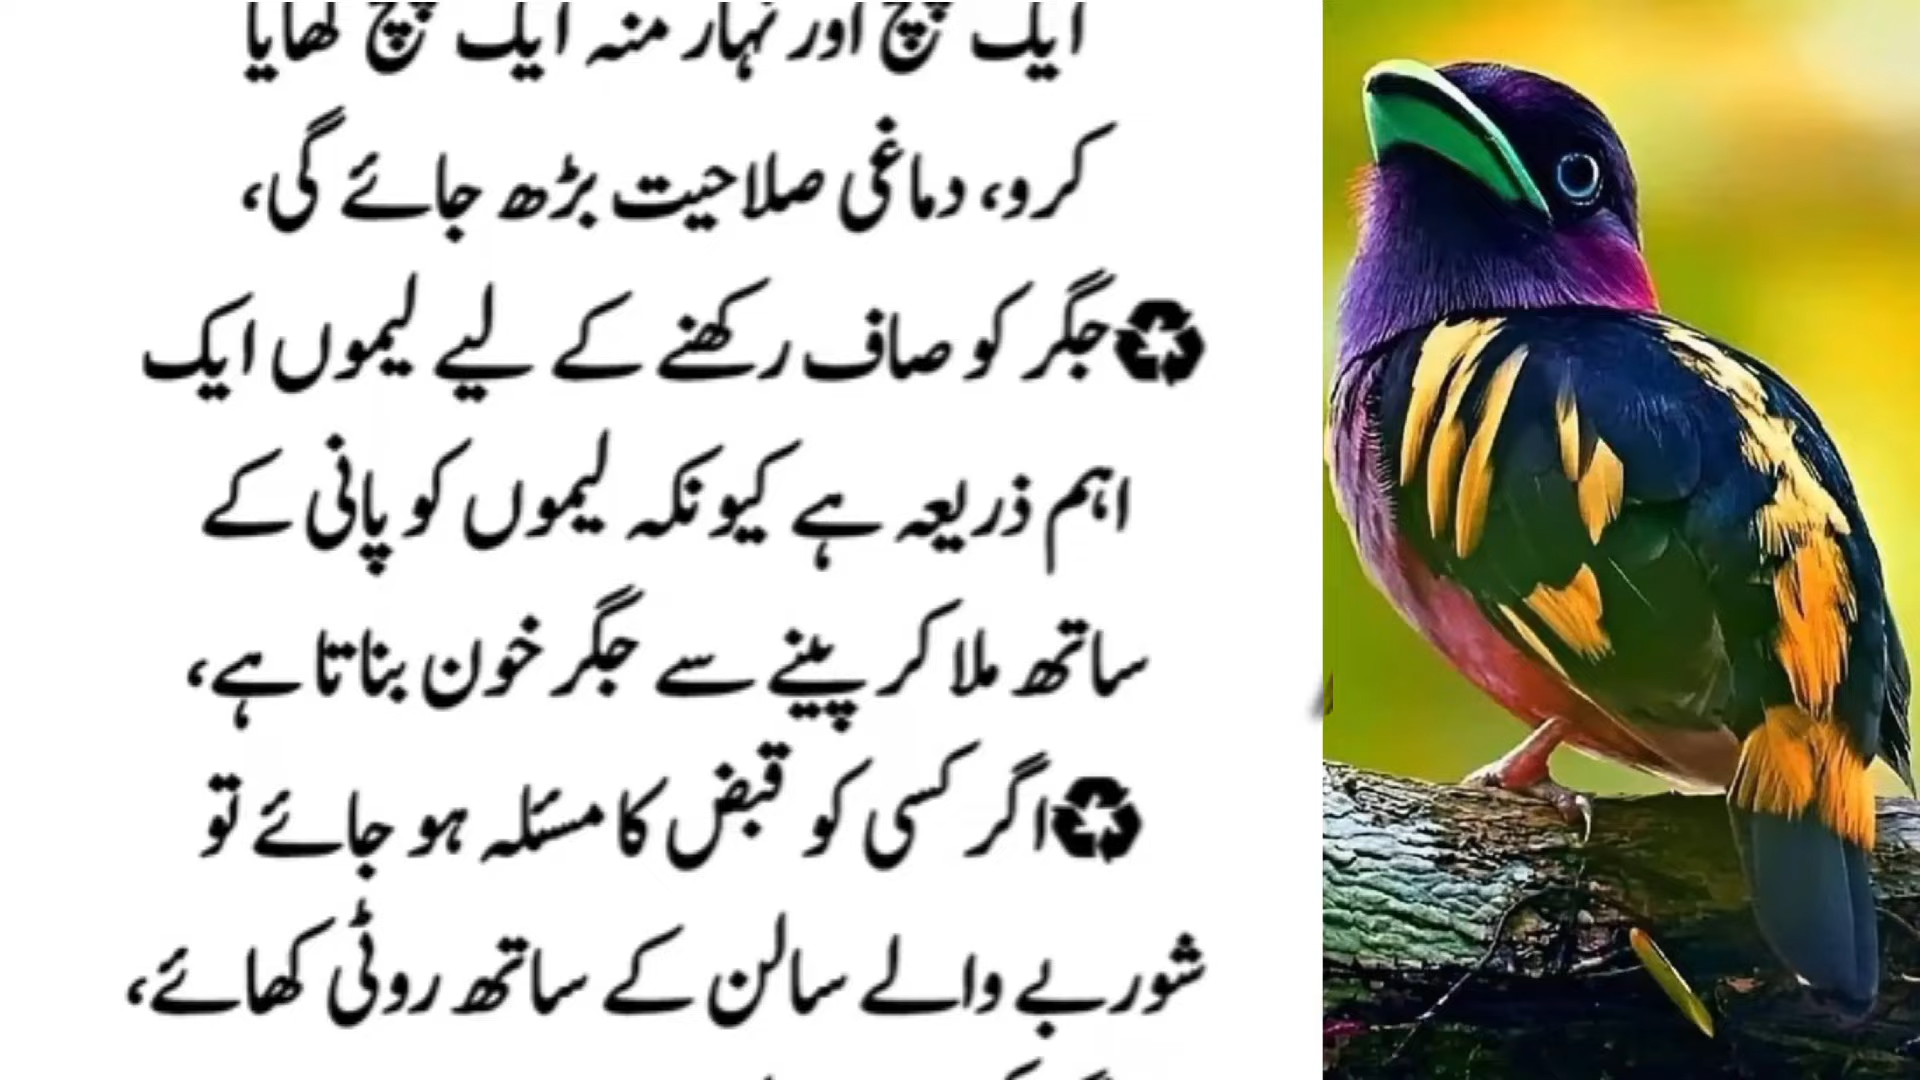 ایک چمچ اور نہار منہ ایک چمچ کھایا
کرو، دماغی صلاحیت بڑھ جائے گی،
♻جگر کو صاف رکھنے کے لیے لیموں ایک
اہم ذریعہ ہے کیونکہ لیموں کو پانی کے
ساتھ ملا کر پینے سے جگر خون بناتا ہے،
♻اگر کسی کو قبض کا مسئلہ ہو جائے تو
شوربے والے سالن کے ساتھ روٹی کھائے،